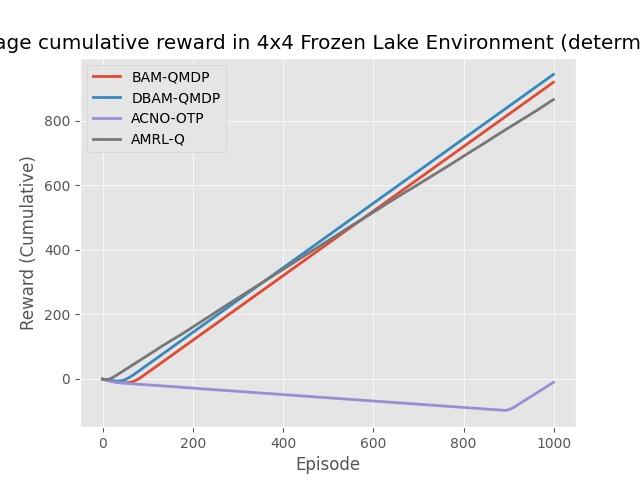 age cumulative reward in 4x4 Frozen Lake Environment (determ
BAM-QMDP
DBAM-QMDP
ACNO-OTP
AMRL-Q
Reward (Cumulative)
800
600
400
200
0
0 200 400 600 800 1000
Episode